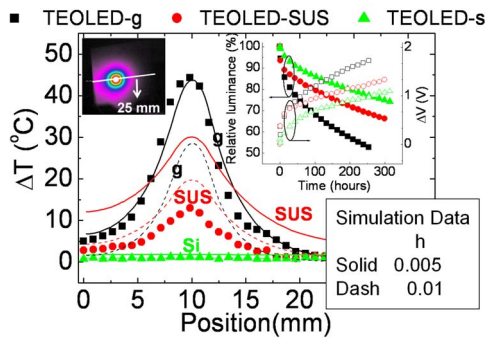 TEOLED-g TEOLED-SUS TEOLED-s
ΔT (°C)
50
40
30
20
10
0
0 5 10 15 20
Position(mm)
25 mm
g
g
SUS
SUS
Si
Relative luminance (%)
100
90
80
70
60
50
0 100 200 300
Time (hours)
2
1
0
ΔV (V)
Simulation Data
h
Solid 0.005
Dash 0.01